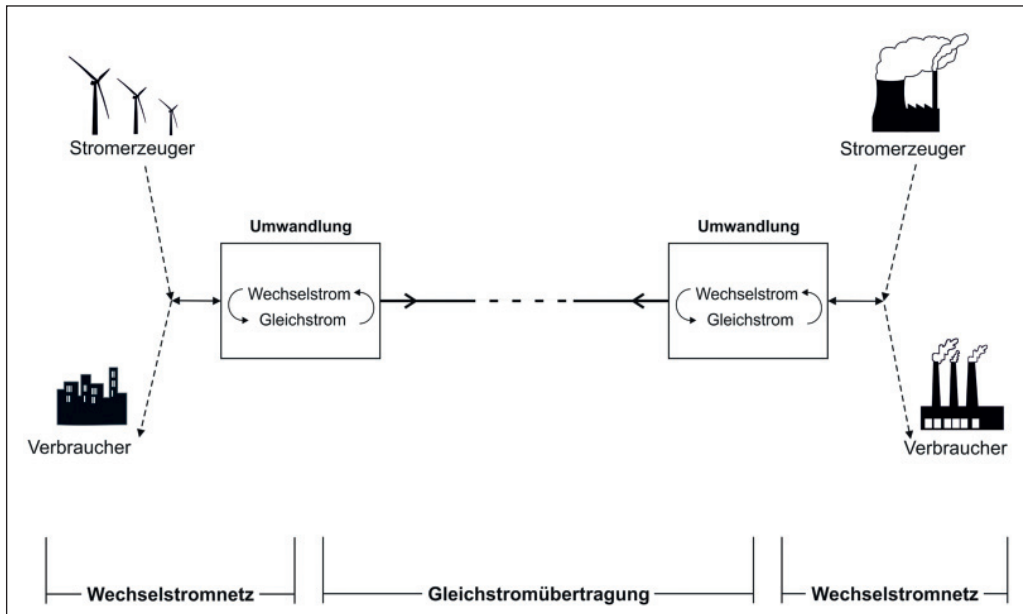 Stromerzeuger
Stromerzeuger
Umwandlung
Umwandlung
Wechselstrom
Gleichstrom
Wechselstrom
Gleichstrom
Verbraucher
Verbraucher
Wechselstromnetz
Gleichstromübertragung
Wechselstromnetz